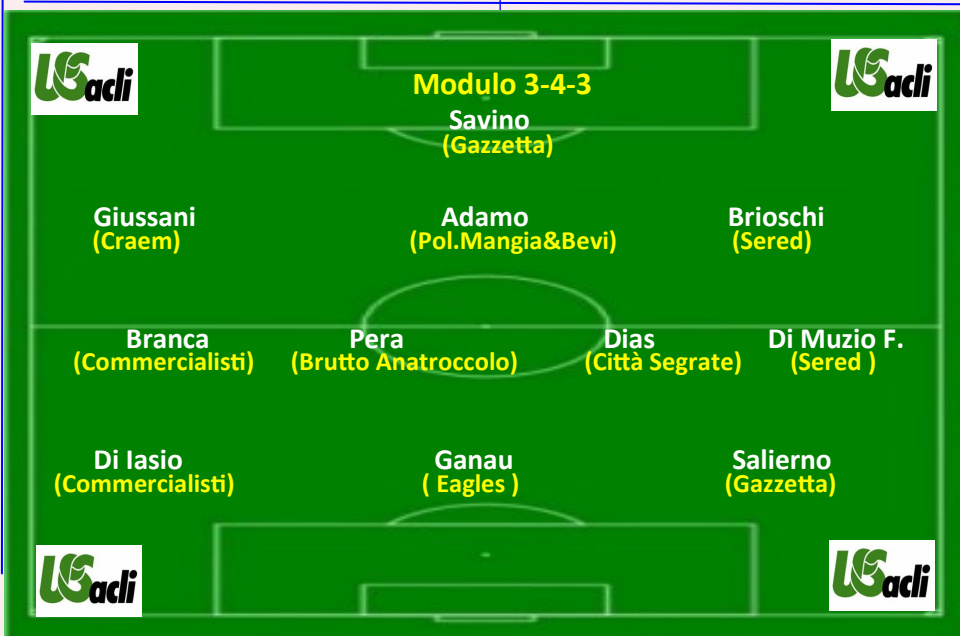 USacli USacli
Modulo 3-4-3
Savino
(Gazzetta)
Giussani Adamo Brioschi
(Craem) (Pol.Mangia&Bevi) (Sered)
Branca Pera Dias Di Muzio F.
(Commercialisti) (Brutto Anatroccolo) (Città Segrate) (Sered )
Di Iasio Ganau Salierno
(Commercialisti) ( Eagles ) (Gazzetta)
USacli USacli